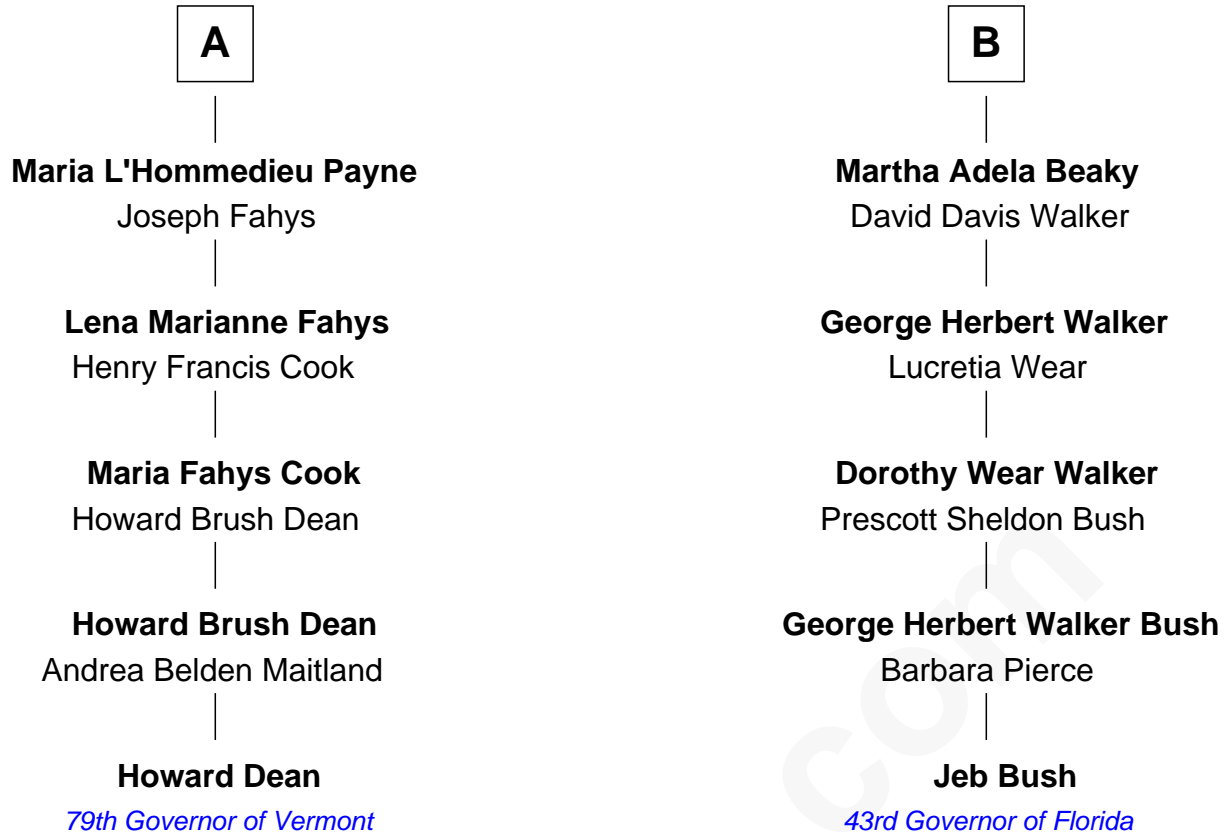 A
Maria L'Hommedieu Payne
Joseph Fahys
Lena Marianne Fahys
Henry Francis Cook
Maria Fahys Cook
Howard Brush Dean
Howard Brush Dean
Andrea Belden Maitland
Howard Dean
79th Governor of Vermont
B
Martha Adela Beaky
David Davis Walker
George Herbert Walker
Lucretia Wear
Dorothy Wear Walker
Prescott Sheldon Bush
George Herbert Walker Bush
Barbara Pierce
Jeb Bush
43rd Governor of Florida
com